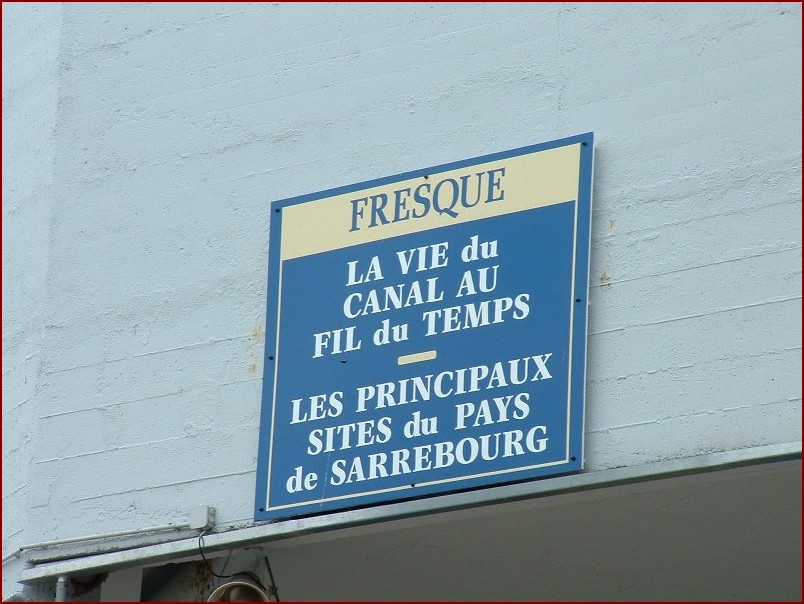 FRESQUE
LA VIE du
CANAL AU
FIL du TEMPS
LES PRINCIPAUX
SITES du PAYS
de SARREBOURG